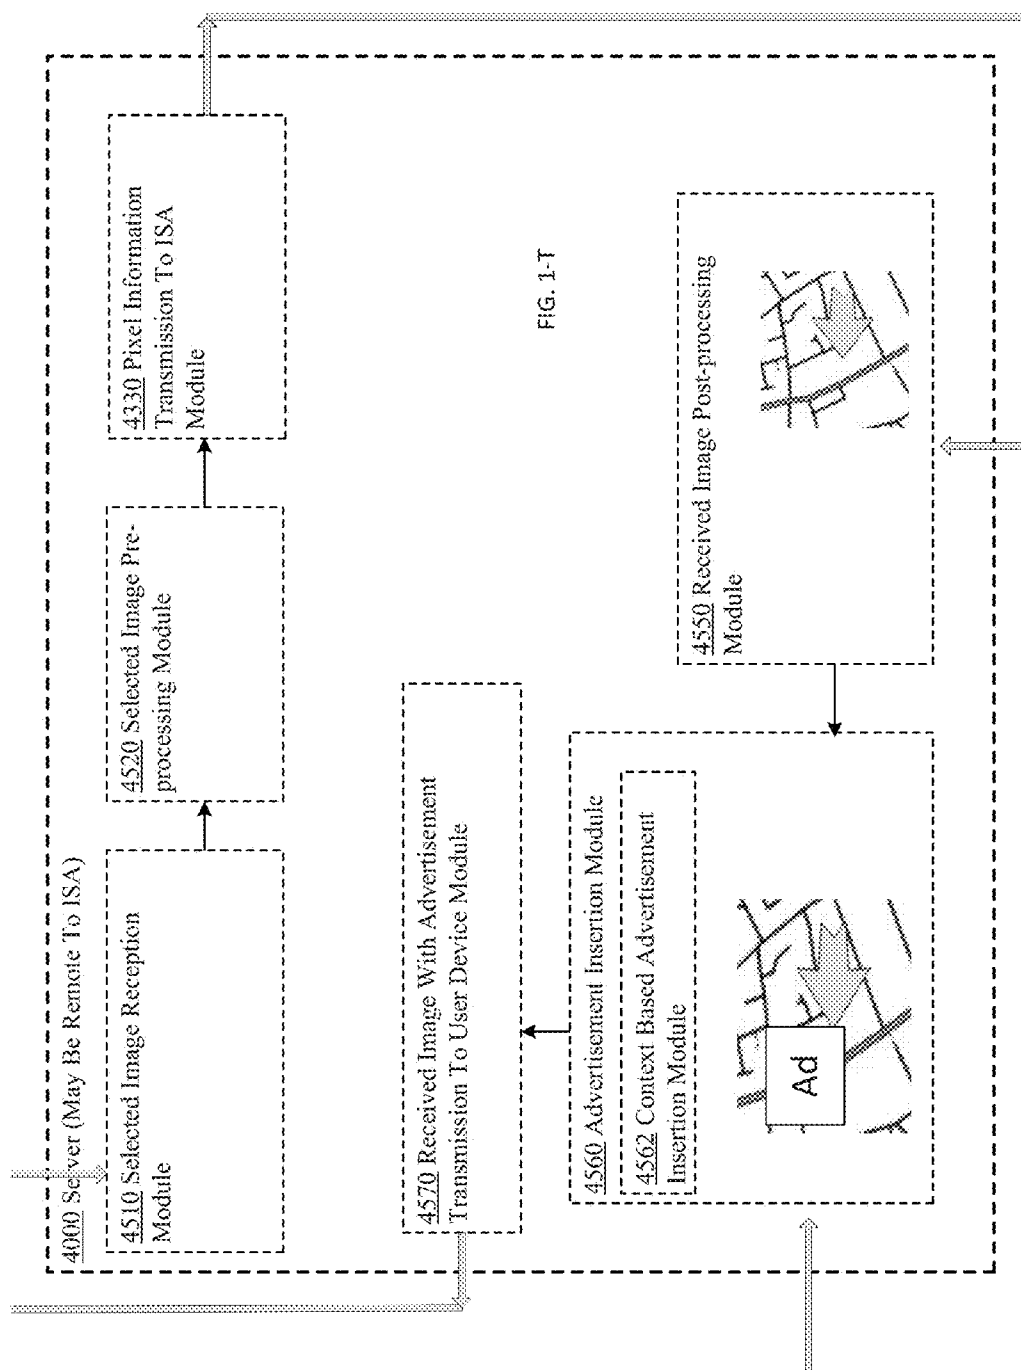 4000 Server (May Be Remote To ISA)
4510 Selected Image Reception
Module
4520 Selected Image Pre-
processing Module
4330 Pixel Information
Transmission To ISA
Module
4570 Received Image With Advertisement
Transmission To User Device Module
FIG. 1-T
4560 Advertisement Insertion Module
4562 Context Based Advertisement
Insertion Module
Ad
4550 Received Image Post-processing
Module